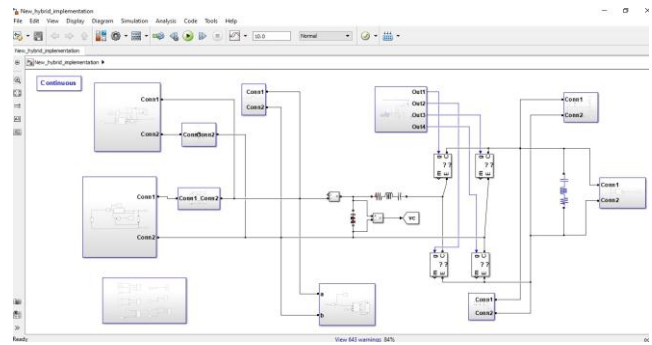 New_hybrid_implementation
File Edit View Display Diagram Simulation Analysis Code Tools Help
10.0
Normal
New_hybrid_implementation
New_hybrid_implementation
Continuous
Conn1
Conn2
Conn2
Conn1
Conn2
Out1
Out2
Out3
Out4
Conn1
Conn2
? ?
? ?
Conn1
Conn1 Conn2
Conn2
vc
Conn1
Conn2
? ?
? ?
a
b
Conn1
Conn2
Ready
View 643 warnings 84%